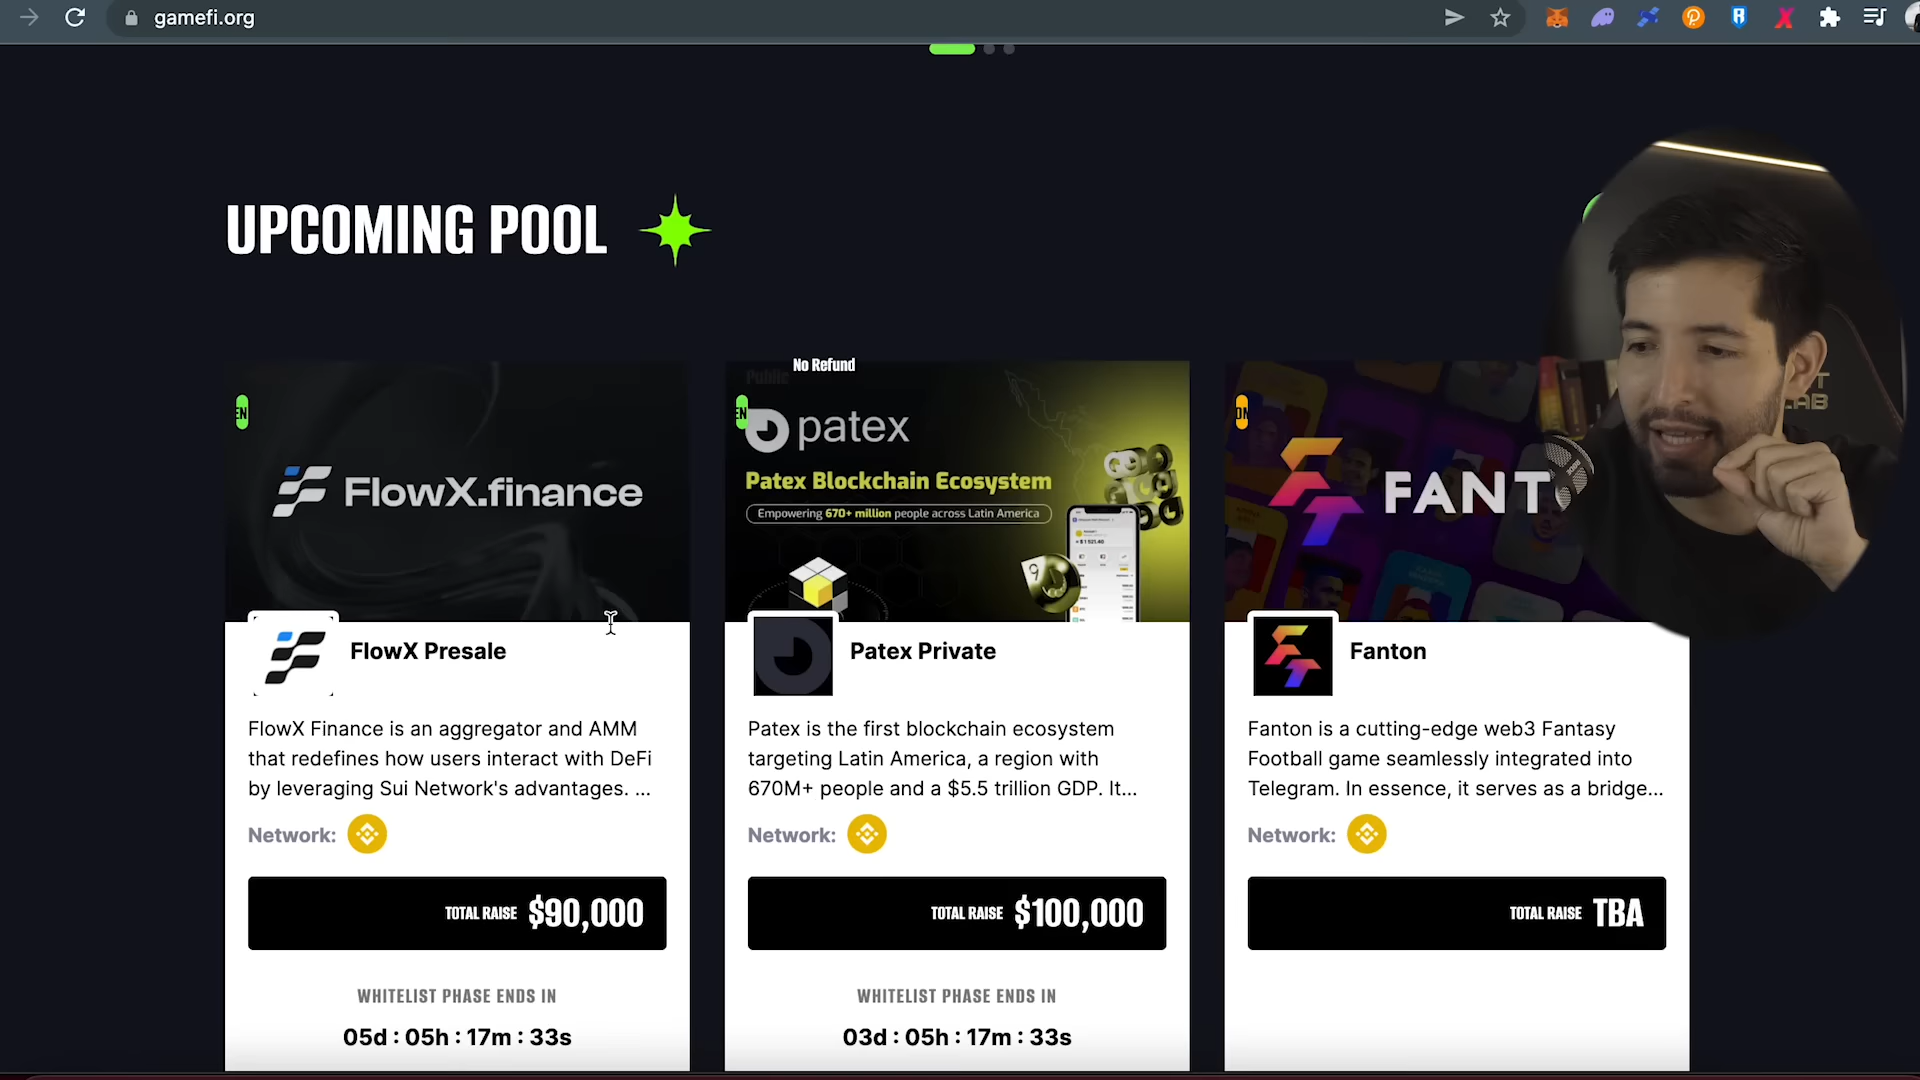 gamefi.org
UPCOMING POOL
FlowX.finance
FlowX Presale
FlowX Finance is an aggregator and AMM
that redefines how users interact with DeFi
by leveraging Sui Network's advantages. ...
Network:
TOTAL RAISE $90,000
WHITELIST PHASE ENDS IN
05d : 05h : 17m : 33s
No Refund
Public
patex
Patex Blockchain Ecosystem
Empowering 670+ million people across Latin America
Patex Private
Patex is the first blockchain ecosystem
targeting Latin America, a region with
670M+ people and a $5.5 trillion GDP. It...
Network:
TOTAL RAISE $100,000
WHITELIST PHASE ENDS IN
03d : 05h : 17m : 33s
FANT
Fanton
Fanton is a cutting-edge web3 Fantasy
Football game seamlessly integrated into
Telegram. In essence, it serves as a bridge...
Network:
TOTAL RAISE TBA